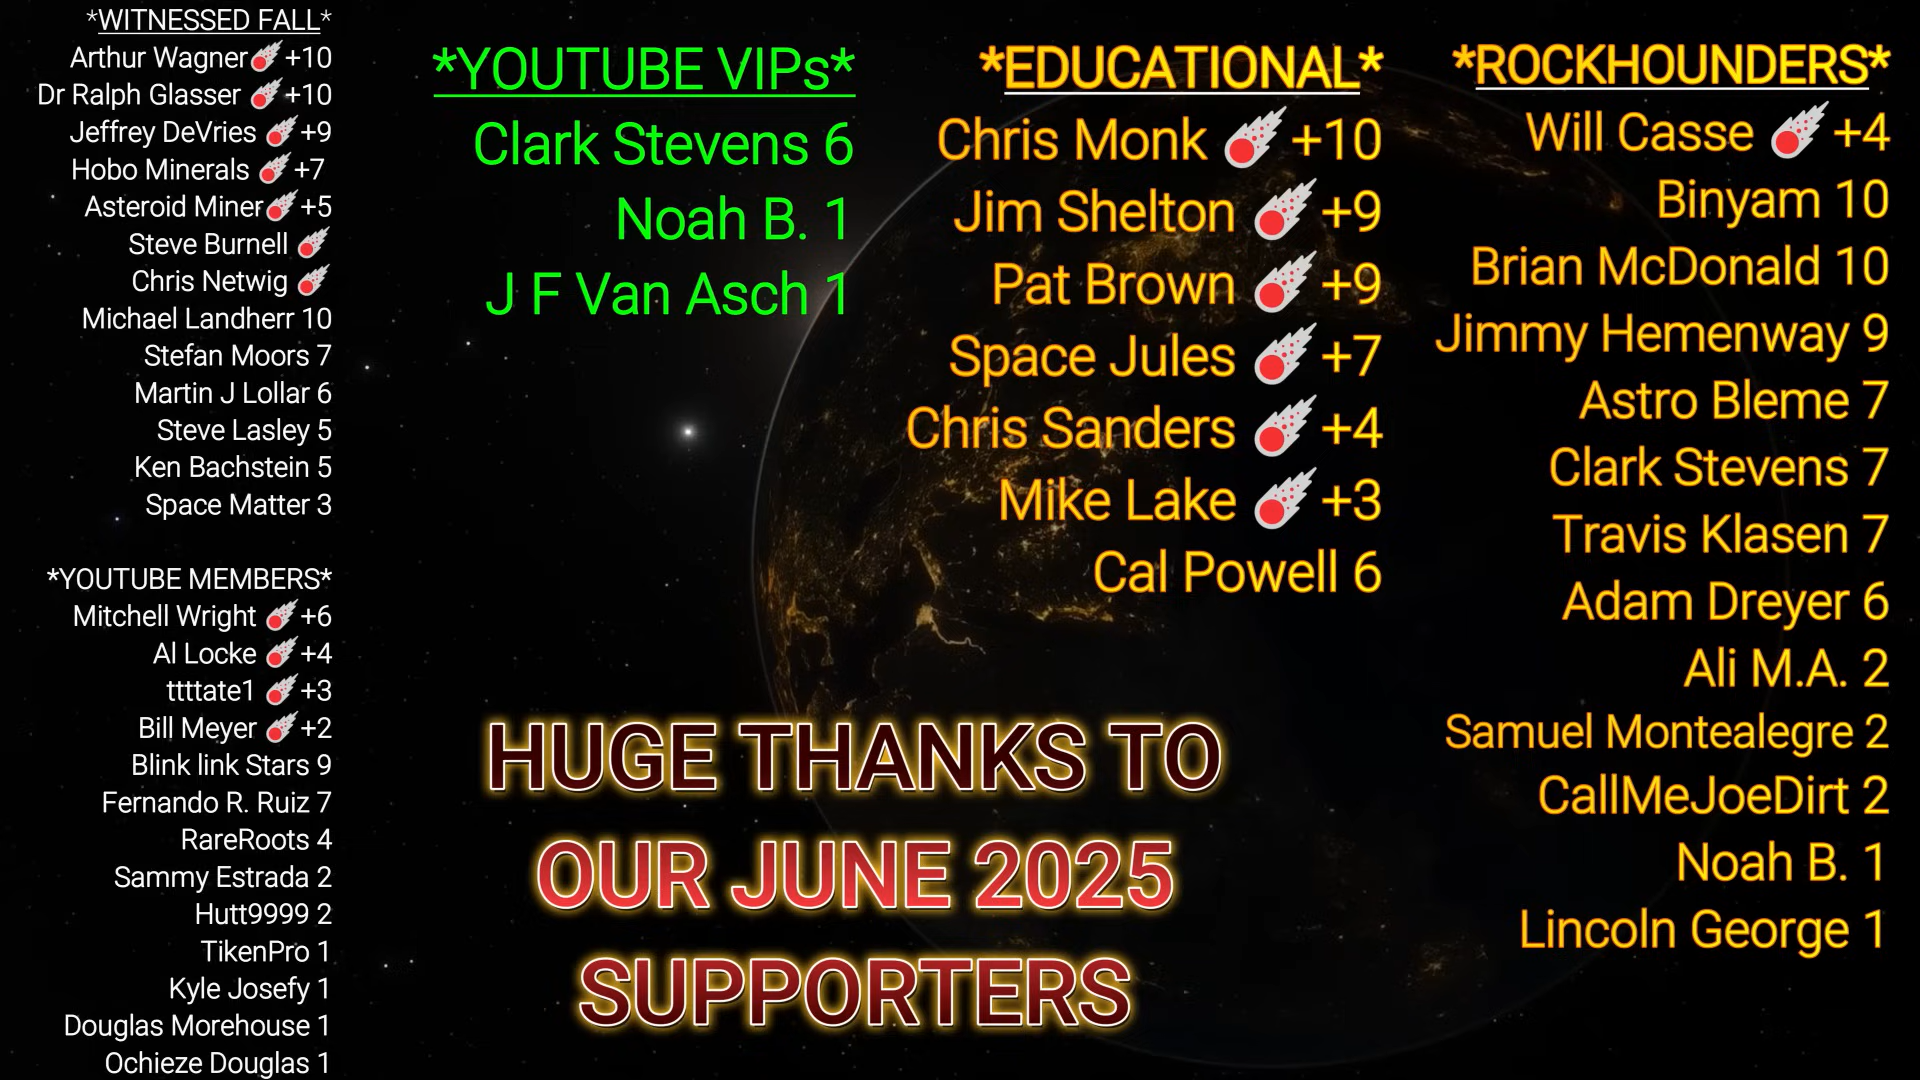 *WITNESSED FALL*
Arthur Wagner☄️+10
Dr Ralph Glasser ☄️+10
Jeffrey DeVries ☄️+9
Hobo Minerals ☄️+7
Asteroid Miner☄️+5
Steve Burnell ☄️
Chris Netwig ☄️
Michael Landherr 10
Stefan Moors 7
Martin J Lollar 6
Steve Lasley 5
Ken Bachstein 5
Space Matter 3
*YOUTUBE MEMBERS*
Mitchell Wright ☄️+6
Al Locke ☄️+4
ttttate1 ☄️+3
Bill Meyer ☄️+2
Blink link Stars 9
Fernando R. Ruiz 7
RareRoots 4
Sammy Estrada 2
Hutt9999 2
TikenPro 1
Kyle Josefy 1
Douglas Morehouse 1
Ochieze Douglas 1
*YOUTUBE VIPs*
Clark Stevens 6
Noah B. 1
J F Van Asch 1
*EDUCATIONAL*
Chris Monk ☄️+10
Jim Shelton ☄️+9
Pat Brown ☄️+9
Space Jules ☄️+7
Chris Sanders ☄️+4
Mike Lake ☄️+3
Cal Powell 6
*ROCKHOUNDERS*
Will Casse ☄️+4
Binyam 10
Brian McDonald 10
Jimmy Hemenway 9
Astro Bleme 7
Clark Stevens 7
Travis Klasen 7
Adam Dreyer 6
Ali M.A. 2
Samuel Montealegre 2
CallMeJoeDirt 2
Noah B. 1
Lincoln George 1
HUGE THANKS TO
OUR JUNE 2025
SUPPORTERS